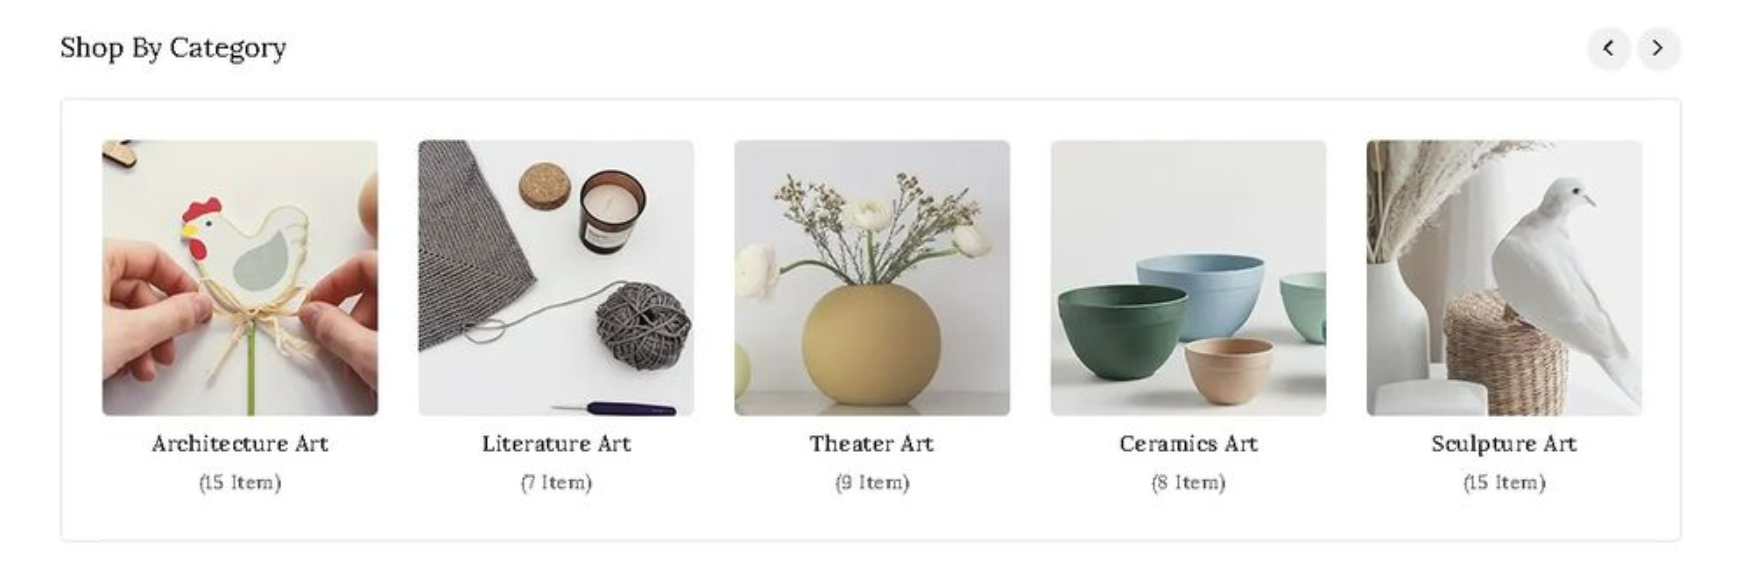 Shop By Category
Architecture Art
(15 Item)
Literature Art
(7 Item)
Theater Art
(9 Item)
Ceramics Art
(8 Item)
Sculpture Art
(15 Item)